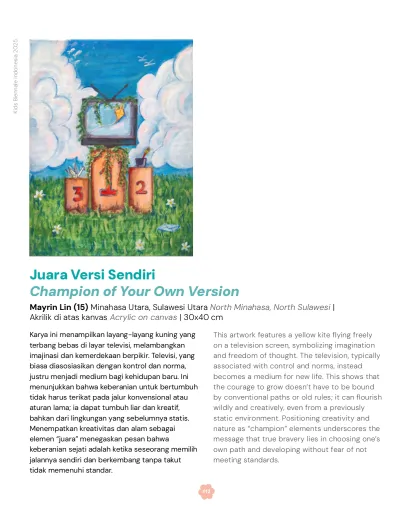 Kids Biennale Indonesia 2025
3
1
2
Juara Versi Sendiri
Champion of Your Own Version
Mayrin Lin (15) Minahasa Utara, Sulawesi Utara North Minahasa, North Sulawesi |
Akrilik di atas kanvas Acrylic on canvas | 30x40 cm
Karya ini menampilkan layang-layang kuning yang
terbang bebas di layar televisi, melambangkan
imajinasi dan kemerdekaan berpikir. Televisi, yang
biasa diasosiasikan dengan kontrol dan norma,
justru menjadi medium bagi kehidupan baru. Ini
menunjukkan bahwa keberanian untuk bertumbuh
tidak harus terikat pada jalur konvensional atau
aturan lama; ia dapat tumbuh liar dan kreatif,
bahkan dari lingkungan yang sebelumnya statis.
Menempatkan kreativitas dan alam sebagai
elemen “juara” menegaskan pesan bahwa
keberanian sejati adalah ketika seseorang memilih
jalannya sendiri dan berkembang tanpa takut
tidak memenuhi standar.
This artwork features a yellow kite flying freely
on a television screen, symbolizing imagination
and freedom of thought. The television, typically
associated with control and norms, instead
becomes a medium for new life. This shows that
the courage to grow doesn't have to be bound
by conventional paths or old rules; it can flourish
wildly and creatively, even from a previously
static environment. Positioning creativity and
nature as “champion” elements underscores the
message that true bravery lies in choosing one's
own path and developing without fear of not
meeting standards.